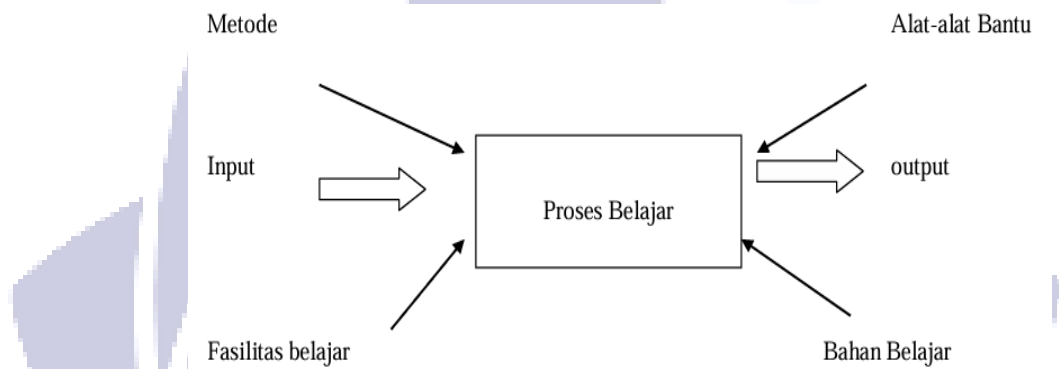 Metode
Alat-alat Bantu
Input
output
Proses Belajar
Fasilitas belajar
Bahan Belajar